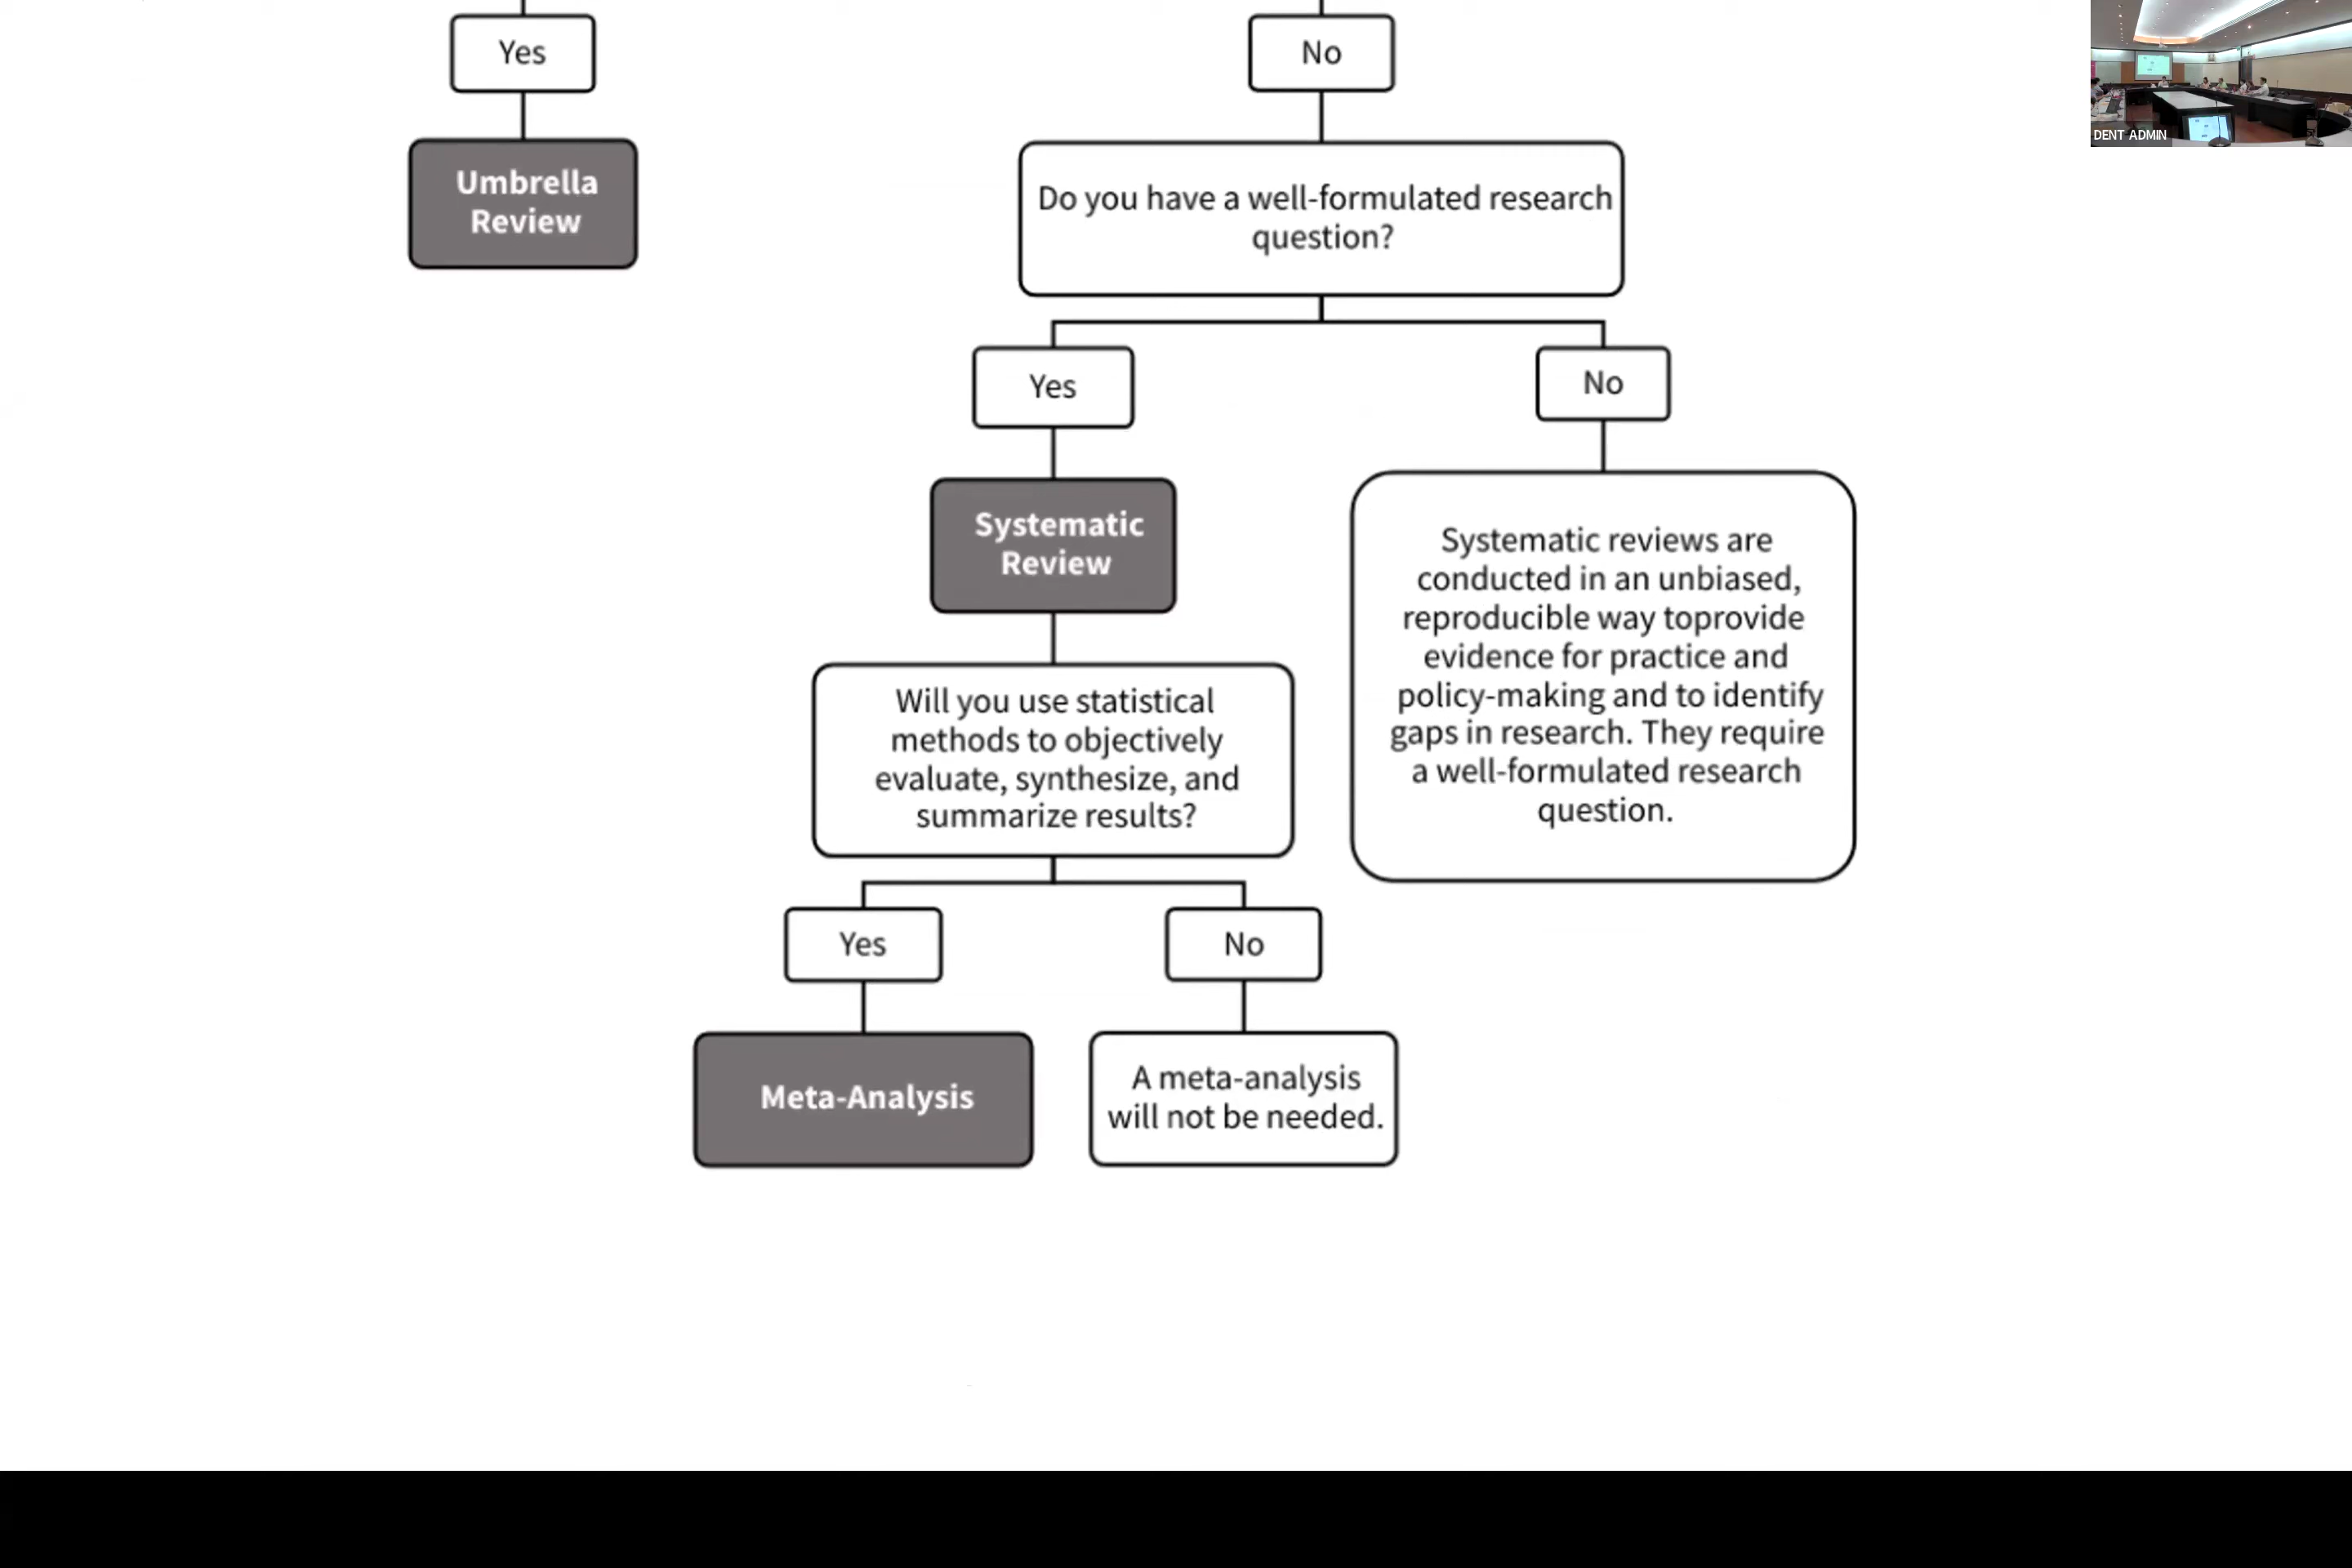 Yes
No
DENT ADMIN
Umbrella
Review
Do you have a well-formulated research
question?
Yes
No
Systematic
Review
Systematic reviews are
conducted in an unbiased,
reproducible way toprovide
evidence for practice and
policy-making and to identify
gaps in research. They require
a well-formulated research
question.
Will you use statistical
methods to objectively
evaluate, synthesize, and
summarize results?
Yes
No
Meta-Analysis
A meta-analysis
will not be needed.